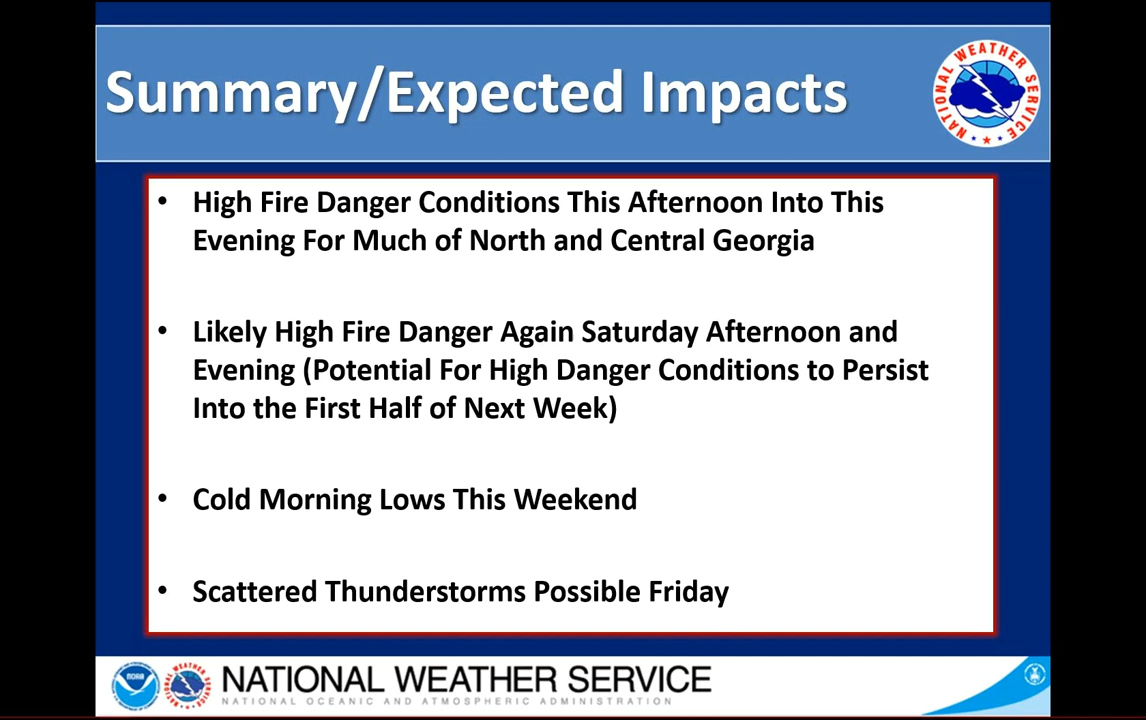 Summary/Expected Impacts
NATIONAL WEATHER SERVICE
• High Fire Danger Conditions This Afternoon Into This
Evening For Much of North and Central Georgia
• Likely High Fire Danger Again Saturday Afternoon and
Evening (Potential For High Danger Conditions to Persist
Into the First Half of Next Week)
• Cold Morning Lows This Weekend
• Scattered Thunderstorms Possible Friday
NOAA
NATIONAL WEATHER SERVICE
NATIONAL WEATHER SERVICE
NATIONAL OCEANIC AND ATMOSPHERIC ADMINISTRATION